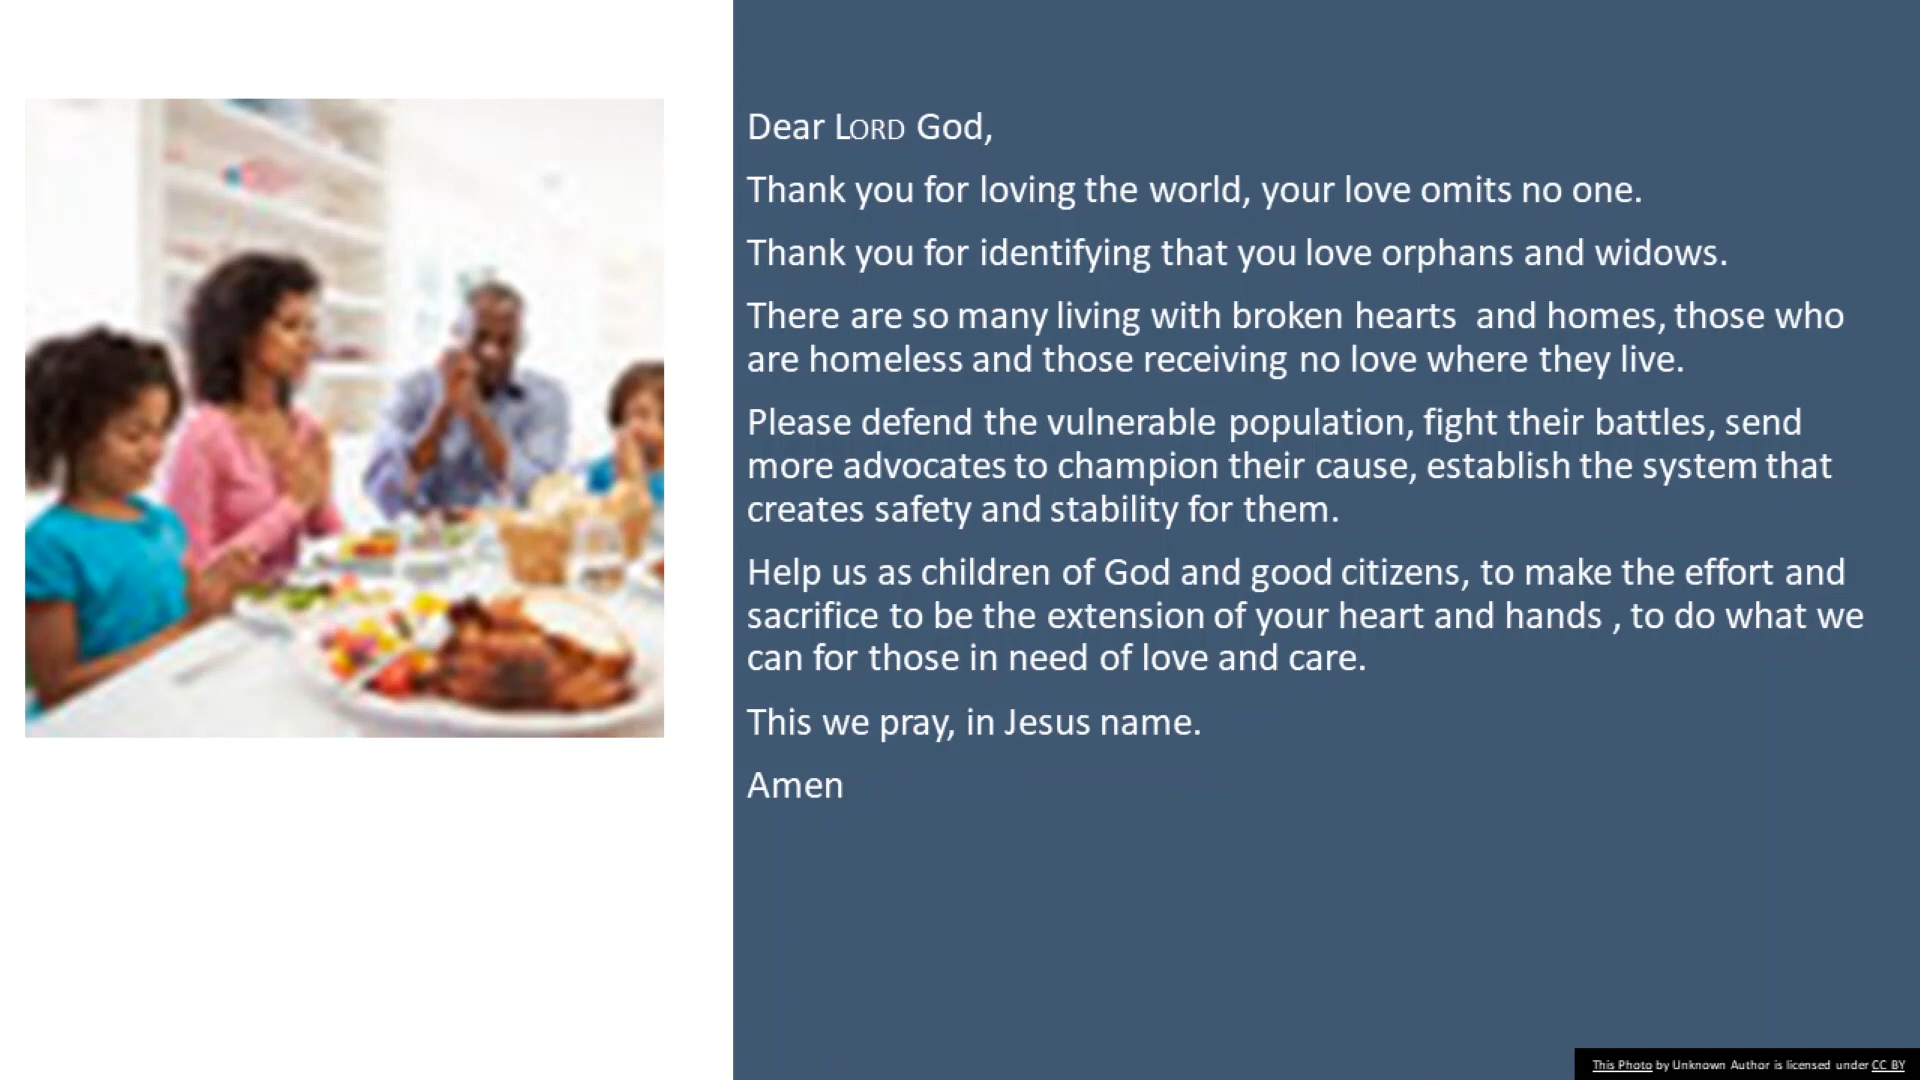 Dear LORD God,
Thank you for loving the world, your love omits no one.
Thank you for identifying that you love orphans and widows.
There are so many living with broken hearts  and homes, those who
are homeless and those receiving no love where they live.
Please defend the vulnerable population, fight their battles, send
more advocates to champion their cause, establish the system that
creates safety and stability for them.
Help us as children of God and good citizens, to make the effort and
sacrifice to be the extension of your heart and hands , to do what we
can for those in need of love and care.
This we pray, in Jesus name.
Amen
This Photo by Unknown Author is licensed under CC BY